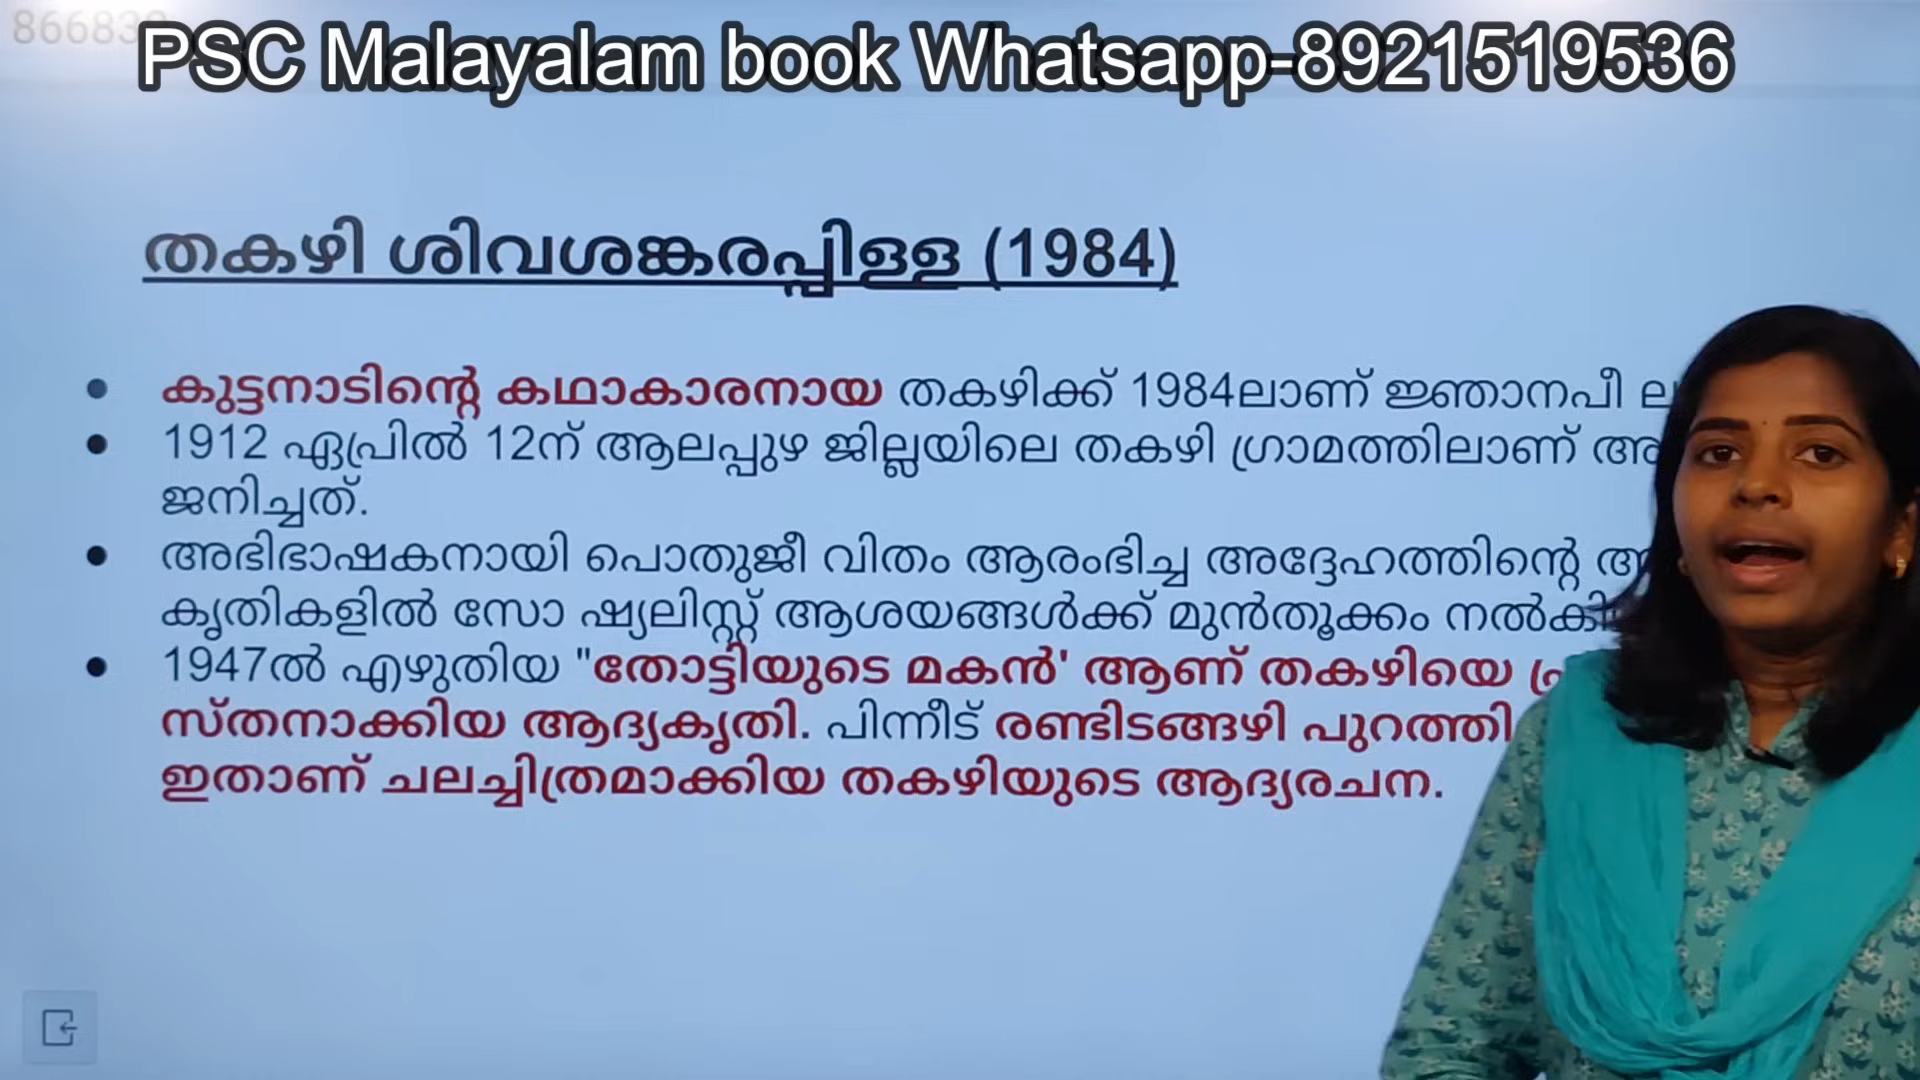 PSC Malayalam book Whatsapp-8921519536
തകഴി ശിവശങ്കരപ്പിള്ള (1984)
• കുട്ടനാടിന്റെ കഥാകാരനായ തകഴിക്ക് 1984ലാണ് ജ്ഞാനപീ
• 1912 ഏപ്രിൽ 12ന് ആലപ്പുഴ ജില്ലയിലെ തകഴി ഗ്രാമത്തിലാണ്
ജനിച്ചത്.
• അഭിഭാഷകനായി പൊതുജീ വിതം ആരംഭിച്ച അദ്ദേഹത്തിന്റെ
കൃതികളിൽ സോ ഷ്യലിസ്റ്റ് ആശയങ്ങൾക്ക് മുൻതൂക്കം
• 1947ൽ എഴുതിയ "തോട്ടിയുടെ മകൻ' ആണ് തകഴിയെ
സ്തനാക്കിയ ആദ്യകൃതി. പിന്നീട് രണ്ടിടങ്ങഴി പുറത്തി
ഇതാണ് ചലച്ചിത്രമാക്കിയ തകഴിയുടെ ആദ്യരചന.